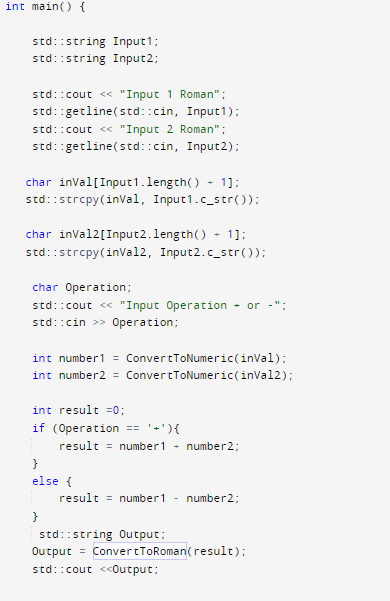 int main() {
std::string Input1;
std::string Input2;
std::cout << "Input 1 Roman";
std::getline(std::cin, Input1);
std::cout << "Input 2 Roman";
std::getline(std::cin, Input2);
char inVal[Input1.length() + 1];
std::strcpy(inVal, Input1.c_str());
char inVal2[Input2.length() + 1];
std::strcpy(inVal2, Input2.c_str());
char Operation;
std::cout << "Input Operation + or -";
std::cin >> Operation;
int number1 = ConvertToNumeric(inVal);
int number2 = ConvertToNumeric(inVal2);
int result =0;
if (Operation == '+'){
result = number1 + number2;
}
else {
result = number1 - number2;
}
std::string Output;
Output = ConvertToRoman(result);
std::cout <<Output;